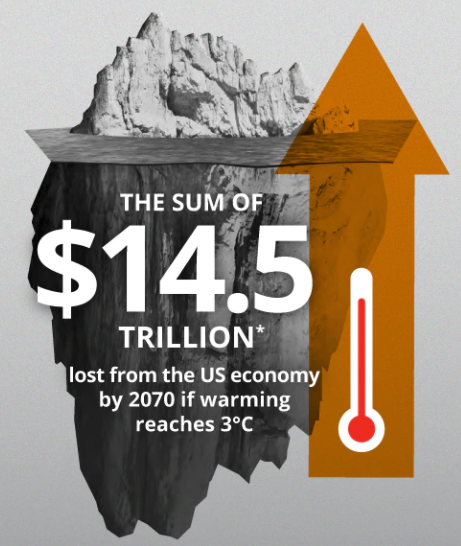 THE SUM OF
$14.5
TRILLION*
lost from the US economy
by 2070 if warming
reaches 3°C